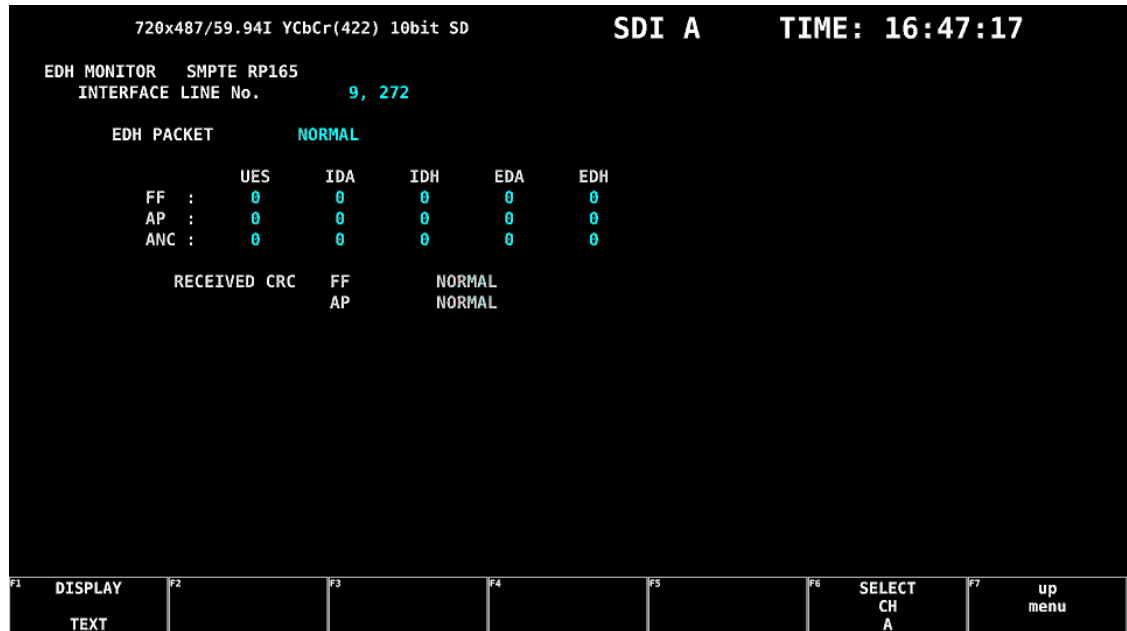 720x487/59.94I YCbCr(422) 10bit SD SDI A TIME: 16:47:17
EDH MONITOR SMPTE RP165
INTERFACE LINE No. 9, 272
EDH PACKET NORMAL
UES IDA IDH EDA EDH
FF : 0 0 0 0 0
AP : 0 0 0 0 0
ANC : 0 0 0 0 0
RECEIVED CRC FF NORMAL
AP NORMAL
F1 DISPLAY F2 F3 F4 F5 F6 SELECT F7 up
CH menu
TEXT A